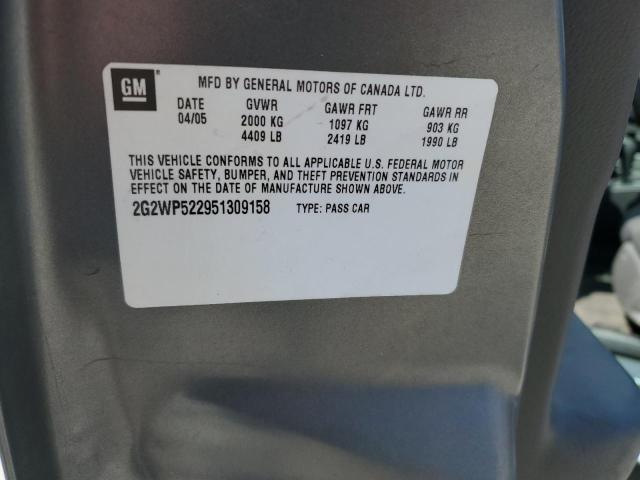 GM
MFD BY GENERAL MOTORS OF CANADA LTD.
DATE GVWR GAWR FRT GAWR RR
04/05 2000 KG 1097 KG 903 KG
4409 LB 2419 LB 1990 LB
THIS VEHICLE CONFORMS TO ALL APPLICABLE U.S. FEDERAL MOTOR
VEHICLE SAFETY, BUMPER, AND THEFT PREVENTION STANDARDS IN
EFFECT ON THE DATE OF MANUFACTURE SHOWN ABOVE.
2G2WP522951309158 TYPE: PASS CAR